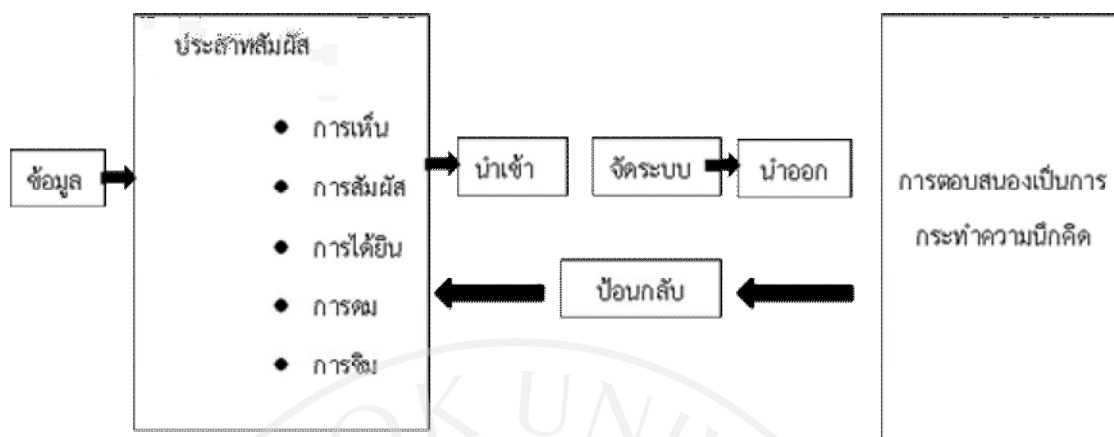 ประสาทสัมผัส
ข้อมูล
การเห็น
การสัมผัส
การได้ยิน
การดม
การชิม
นำเข้า
จัดระบบ
นำออก
ป้อนกลับ
การตอบสนองเป็นการ
กระทำความนึกคิด
OK UNI